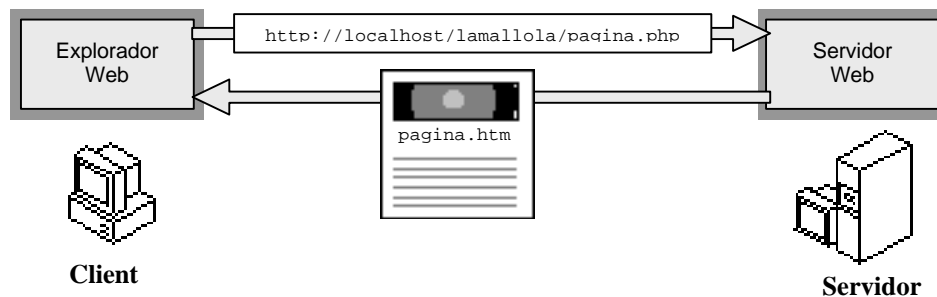 Explorador
Web
http://localhost/lamallola/pagina.php
Servidor
Web
pagina.htm
Client
Servidor